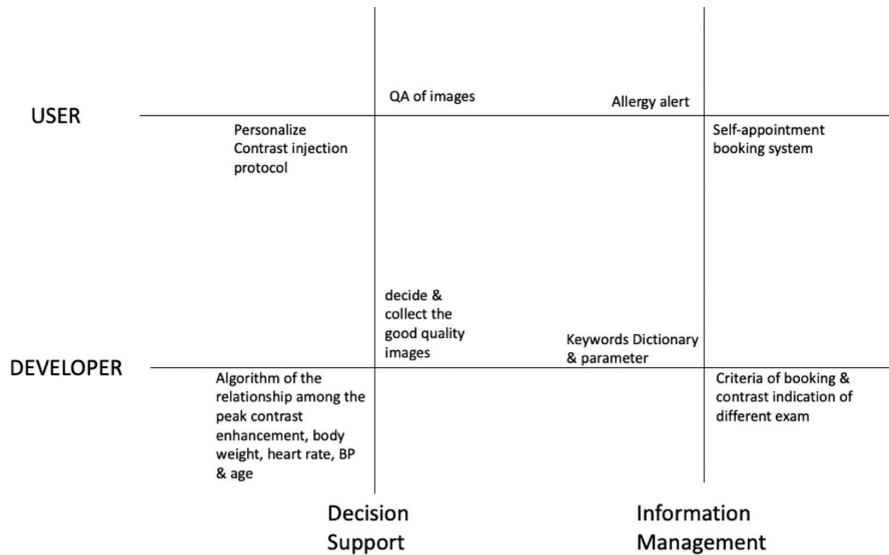 QA of images
Allergy alert
USER
Personalize
Contrast injection
protocol
Self-appointment
booking system
decide &
collect the
good quality
images
Keywords Dictionary
& parameter
DEVELOPER
Algorithm of the
relationship among the
peak contrast
enhancement, body
weight, heart rate, BP
& age
Criteria of booking &
contrast indication of
different exam
Decision
Support
Information
Management